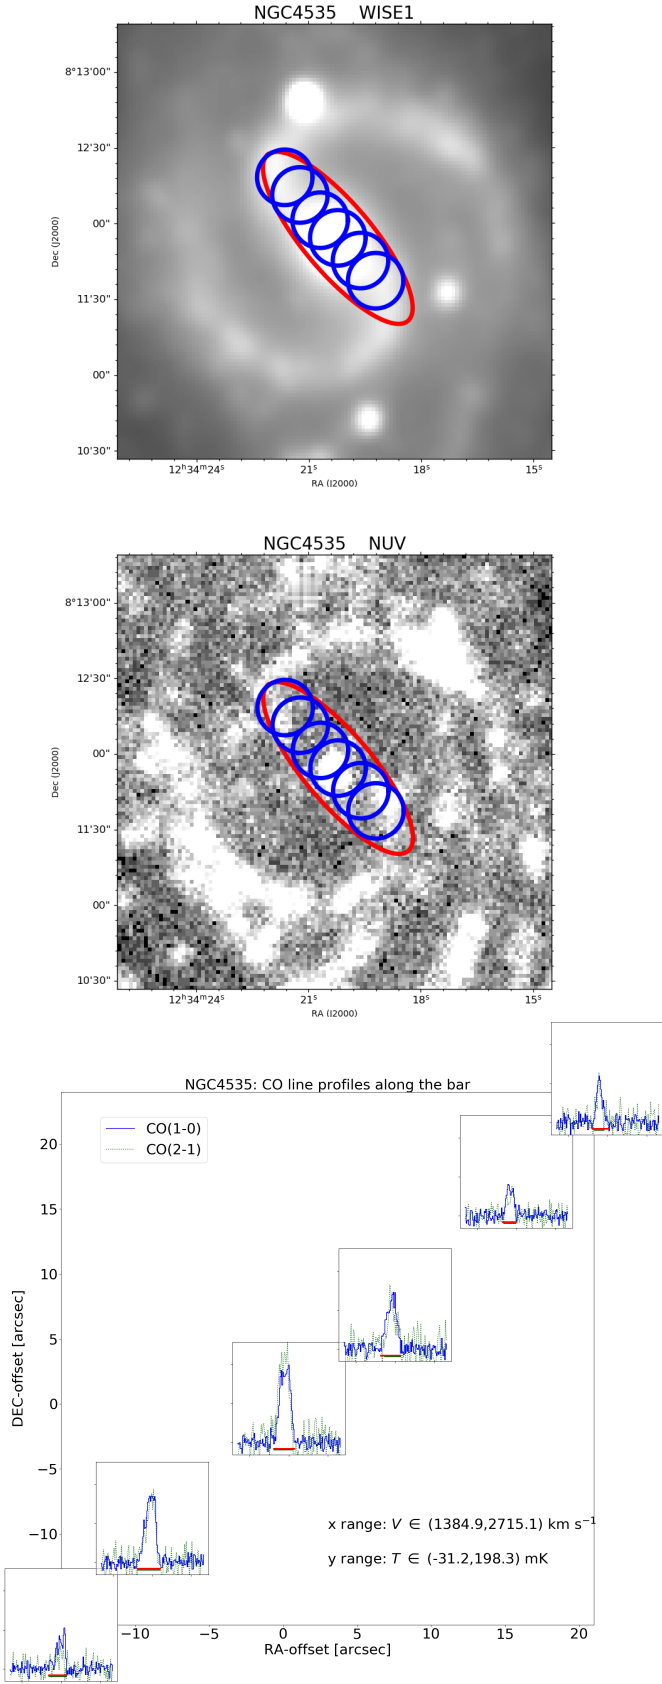 NGC4535 WISE1
8°13'00"
12'30"
00"
11'30"
00"
10'30"
Dec (J2000)
12ʰ34ᵐ24ˢ 21ˢ 18ˢ 15ˢ
RA (J2000)
NGC4535 NUV
8°13'00"
12'30"
00"
11'30"
00"
10'30"
Dec (J2000)
12ʰ34ᵐ24ˢ 21ˢ 18ˢ 15ˢ
RA (J2000)
NGC4535: CO line profiles along the bar
CO(1-0)
CO(2-1)
20
15
10
5
0
−5
−10
DEC-offset [arcsec]
x range: V ∈ (1384.9,2715.1) km s⁻¹
y range: T ∈ (-31.2,198.3) mK
−10 −5 0 5 10 15 20
RA-offset [arcsec]